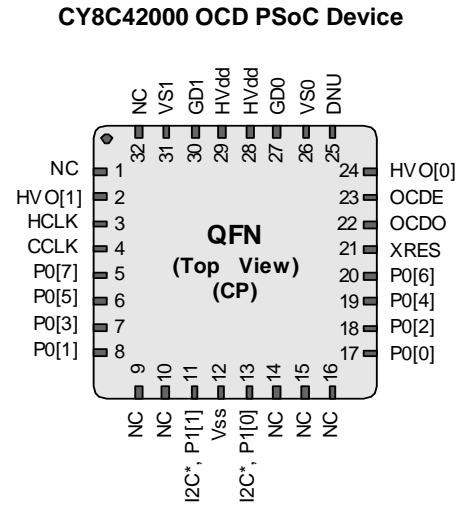 CY8C42000 OCD PSoC Device
NC
VS1
GD1
HVdd
HVdd
GD0
VS0
DNU
32
31
30
29
28
27
26
25
NC 1
HVO[1] 2
HCLK 3
CCLK 4
P0[7] 5
P0[5] 6
P0[3] 7
P0[1] 8
QFN
(Top View)
(CP)
24 HVO[0]
23 OCDE
22 OCDO
21 XRES
20 P0[6]
19 P0[4]
18 P0[2]
17 P0[0]
9
10
11
12
13
14
15
16
NC
NC
I2C*, P1[1]
Vss
I2C*, P1[0]
NC
NC
NC